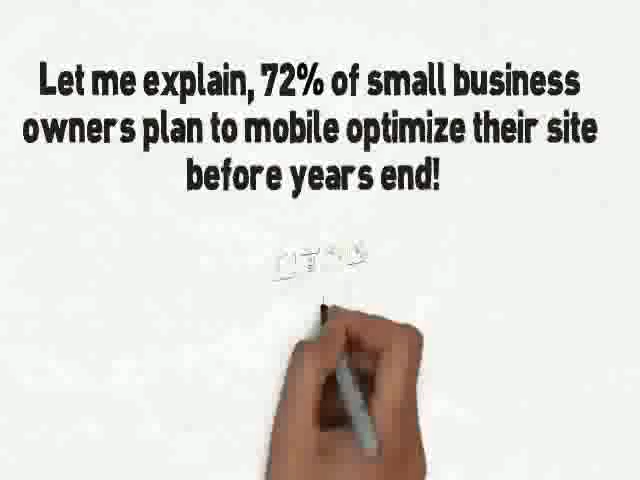 Let me explain, 72% of small business
owners plan to mobile optimize their site
before years end!